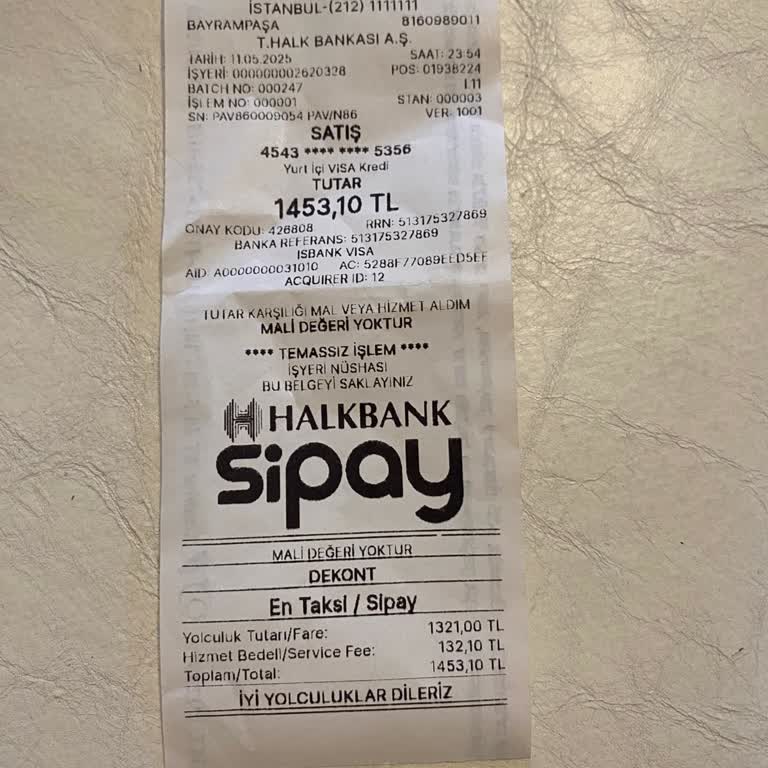 İSTANBUL-(212) 1111111
BAYRAMPAŞA 8160989011
T.HALK BANKASI A.Ş.
TARİH: 11.05.2025 SAAT: 23:54
İŞYERİ: 000000002620328 POS: 01938224
BATCH NO: 000247 1.11
İŞLEM NO: 000001 STAN: 000003
SN: PAV860009054 PAV/N86 VER: 1001
SATIŞ
4543 **** **** 5356
Yurt İçi VISA Kredi
TUTAR
1453,10 TL
ONAY KODU: 426808 RRN: 513175327869
BANKA REFERANS: 513175327869
ISBANK VISA
AID: A0000000031010 AC: 5288F77089EED5EF
ACQUIRER ID: 12
TUTAR KARŞILIĞI MAL VEYA HİZMET ALDIM
MALİ DEĞERİ YOKTUR
**** TEMASSIZ İŞLEM ****
İŞYERİ NÜSHASI
BU BELGEYİ SAKLAYINIZ
HALKBANK
sipay
MALİ DEĞERİ YOKTUR
DEKONT
En Taksi / Sipay
Yolculuk Tutarı/Fare: 1321,00 TL
Hizmet Bedeli/Service Fee: 132,10 TL
Toplam/Total: 1453,10 TL
İYİ YOLCULUKLAR DİLERİZ